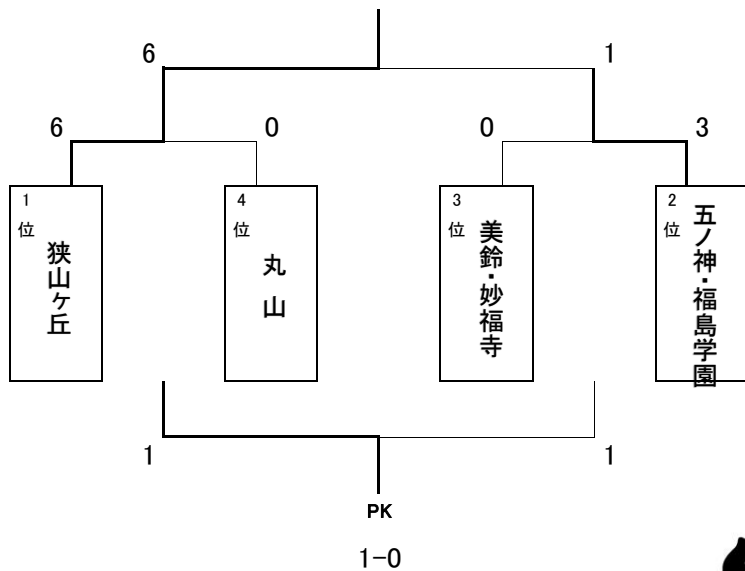 6 1
6 0 0 3
1位 狭山ヶ丘
4位 丸山
3位 美鈴・妙福寺
2位 五ノ神・福島学園
1 1
PK
1-0